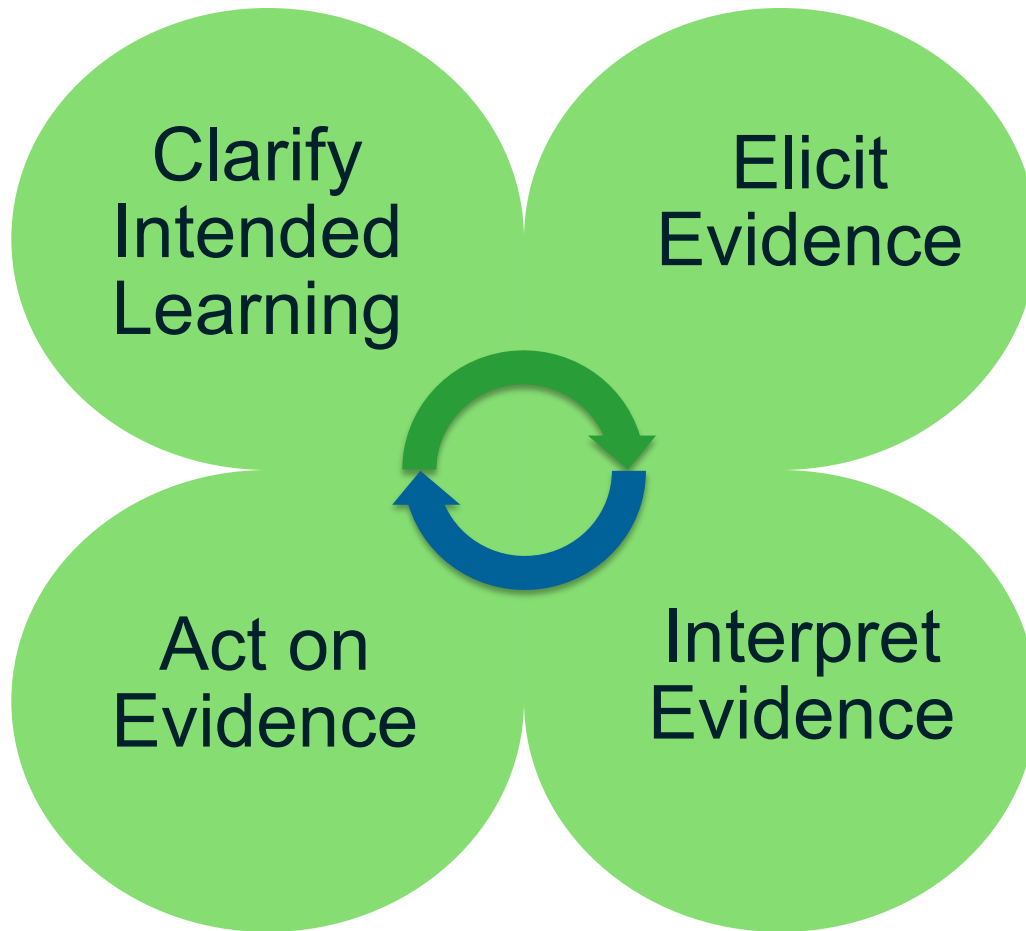 Clarify
Intended
Learning
Elicit
Evidence
Act on
Evidence
Interpret
Evidence